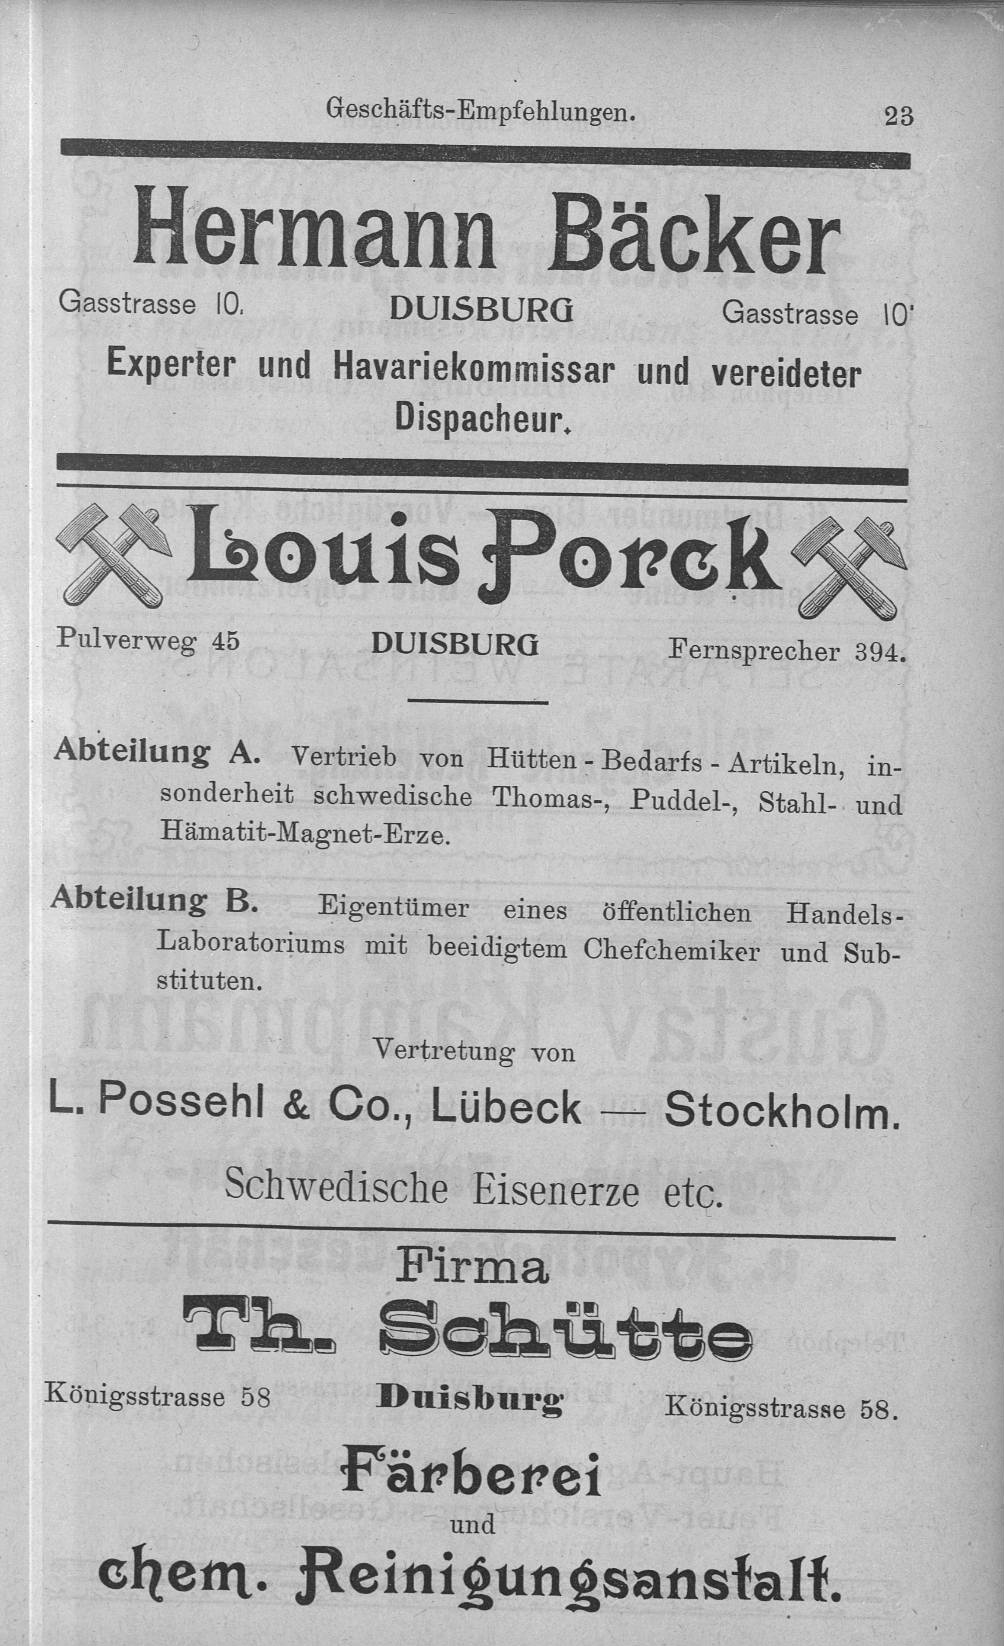 Geschäfts-Empfehlungen. 23
Hermann Bäcker
Gasstrasse 10. DUISBURG Gasstrasse 10.
Experter und Havariekommissar und vereideter
Dispacheur.
Louis Porck
Pulverweg 45 DUISBURG Fernsprecher 394.
Abteilung A. Vertrieb von Hütten-Bedarfs-Artikeln, in-
sonderheit schwedische Thomas-, Puddel-, Stahl- und
Hämatit-Magnet-Erze.
Abteilung B. Eigentümer eines öffentlichen Handels-
Laboratoriums mit beeidigtem Chefchemiker und Sub-
stituten.
Vertretung von
L. Possehl & Co., Lübeck — Stockholm.
Schwedische Eisenerze etc.
Firma
Th. Schütte
Königsstrasse 58 Duisburg Königsstrasse 58.
Färberei
und
chem. Reinigungsanstalt.